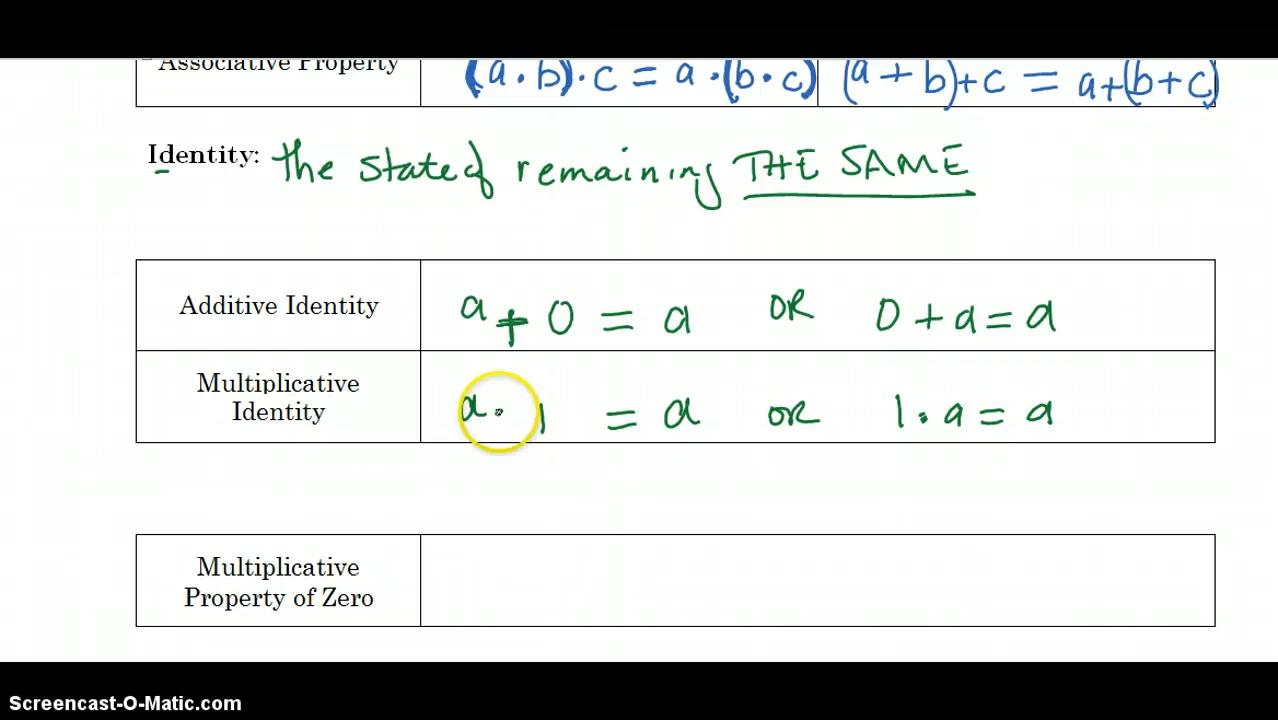 Associative Property (a · b) · c = a · (b · c) (a + b) + c = a + (b + c)
Identity: the state of remaining THE SAME
Additive Identity a + 0 = a OR 0 + a = a
Multiplicative
Identity a · 1 = a OR 1 · a = a
Multiplicative
Property of Zero
Screencast-O-Matic.com